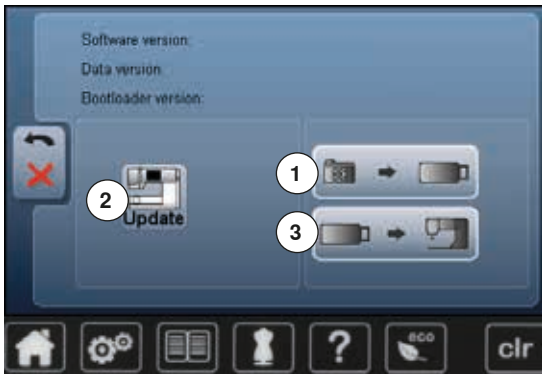 Software version:
Data version:
Bootloader version:
1
2
Update
3
?
eco
clr